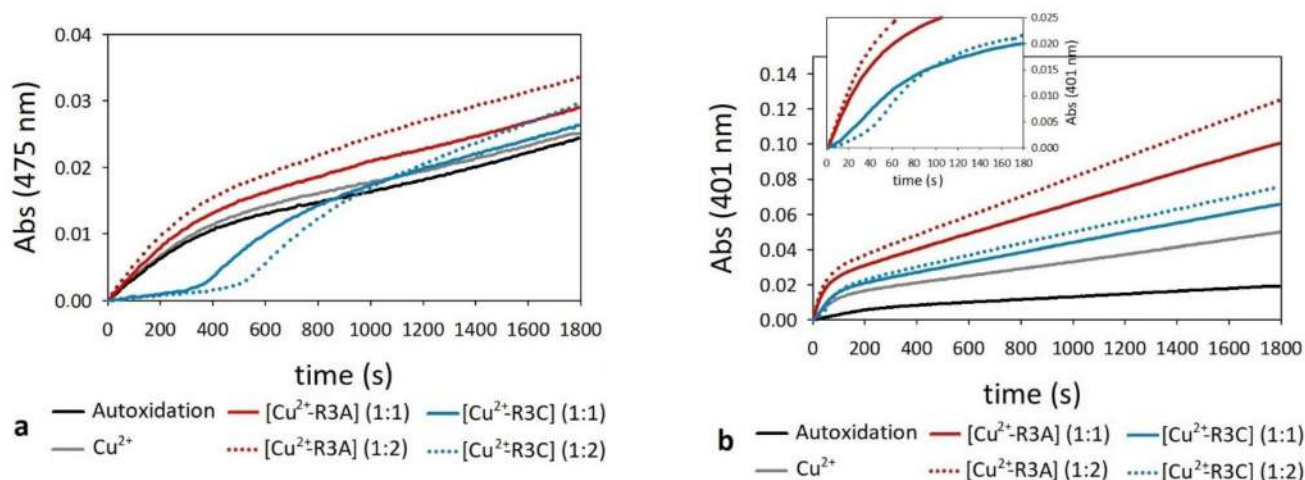 0.04
0.03
0.02
0.01
0.00
Abs (475 nm)
0 200 400 600 800 1000 1200 1400 1600 1800
time (s)
Autoxidation [Cu²⁺-R3A] (1:1) [Cu²⁺-R3C] (1:1)
Cu²⁺ [Cu²⁺-R3A] (1:2) [Cu²⁺-R3C] (1:2)
a
0.025
0.020
0.015
0.010
0.005
0.000
Abs (401 nm)
0 20 40 60 80 100 120 140 160 180
time (s)
0.14
0.12
0.10
0.08
0.06
0.04
0.02
0.00
Abs (401 nm)
0 200 400 600 800 1000 1200 1400 1600 1800
time (s)
Autoxidation [Cu²⁺-R3A] (1:1) [Cu²⁺-R3C] (1:1)
Cu²⁺ [Cu²⁺-R3A] (1:2) [Cu²⁺-R3C] (1:2)
b